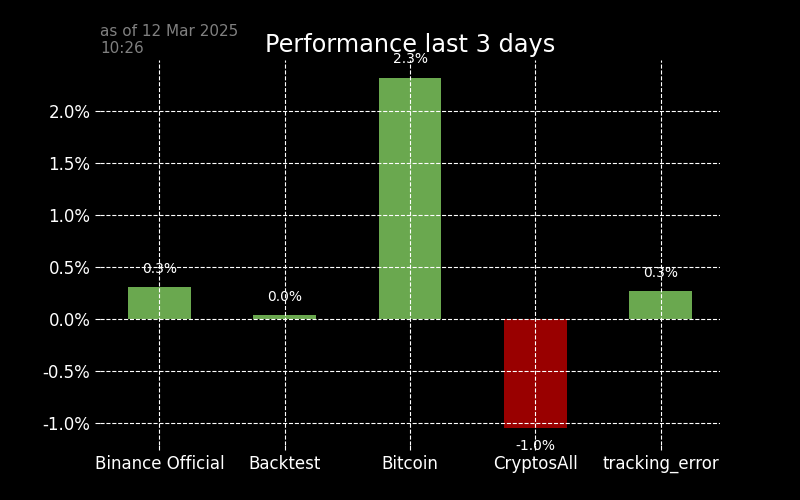 as of 12 Mar 2025
10:26
Performance last 3 days
2.3%
2.0%
1.5%
1.0%
0.5%
0.3%
0.3%
0.0%
0.0%
-0.5%
-1.0%
-1.0%
Binance Official
Backtest
Bitcoin
CryptosAll
tracking_error